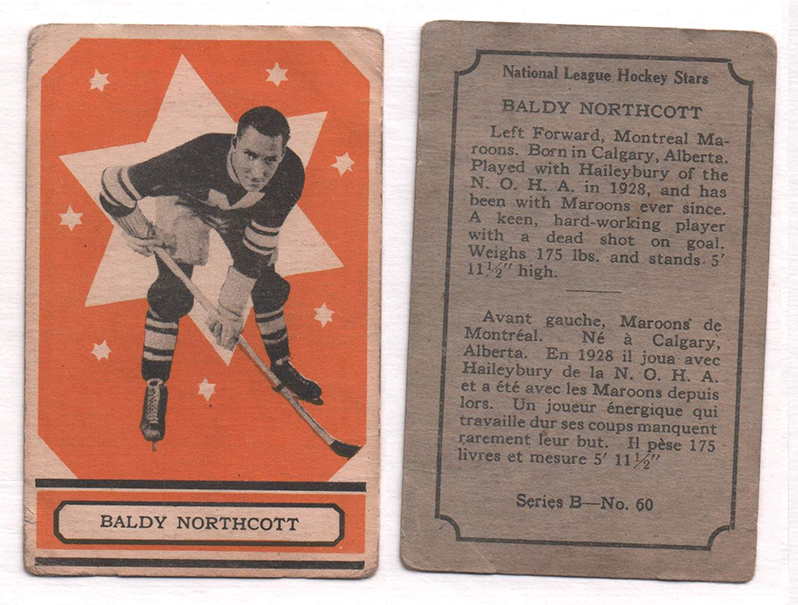 BALDY NORTHCOTT
National League Hockey Stars
BALDY NORTHCOTT
Left Forward, Montreal Ma-
roons. Born in Calgary, Alberta.
Played with Haileybury of the
N. O. H. A. in 1928, and has
been with Maroons ever since.
A keen, hard-working player
with a dead shot on goal.
Weighs 175 lbs. and stands 5'
11½" high.
Avant gauche, Maroons de
Montréal. Né à Calgary,
Alberta. En 1928 il joua avec
Haileybury de la N. O. H. A.
et a été avec les Maroons depuis
lors. Un joueur énergique qui
travaille dur ses coups manquent
rarement leur but. Il pèse 175
livres et mesure 5' 11½"
Series B—No. 60